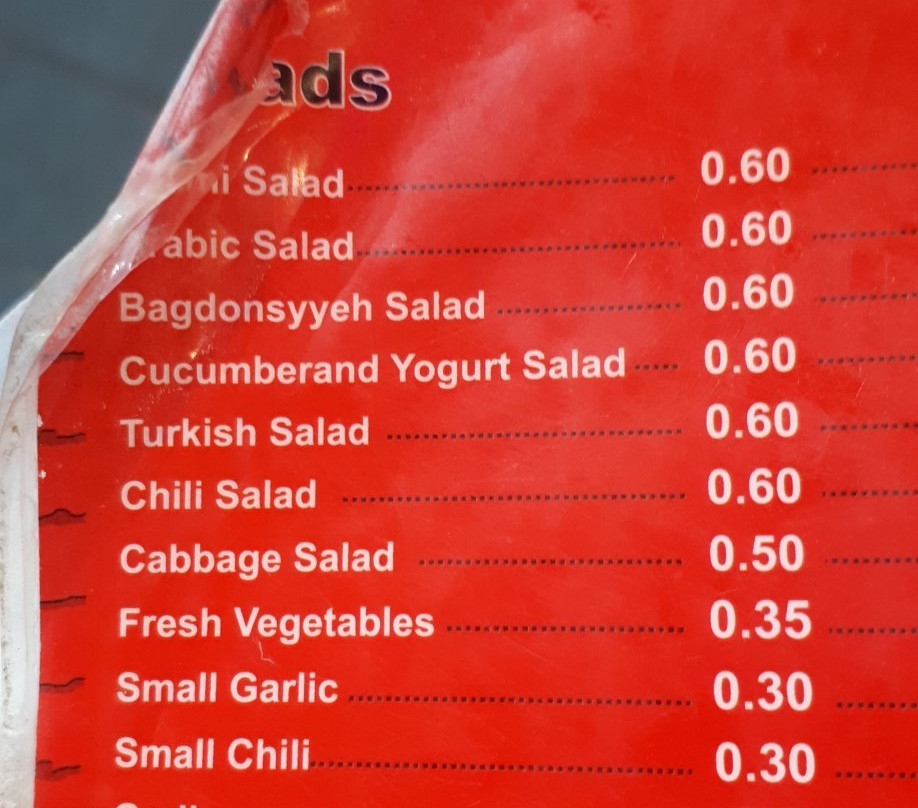 ads
Salad ........ 0.60 ........
abic Salad ........ 0.60 ........
Bagdonsyyeh Salad ........ 0.60 ........
Cucumberand Yogurt Salad ........ 0.60 ........
Turkish Salad ........ 0.60 ........
Chili Salad ........ 0.60 ........
Cabbage Salad ........ 0.50 ........
Fresh Vegetables ........ 0.35 ........
Small Garlic ........ 0.30 ........
Small Chili ........ 0.30 ........